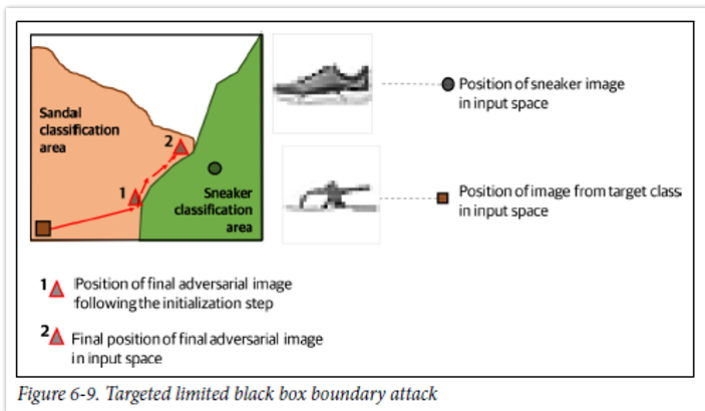 Sandal
classification
area
2
1
Sneaker
classification
area
Position of sneaker image
in input space
Position of image from target class
in input space
1 Position of final adversarial image
following the initialization step
2 Final position of final adversarial image
in input space
Figure 6-9. Targeted limited black box boundary attack